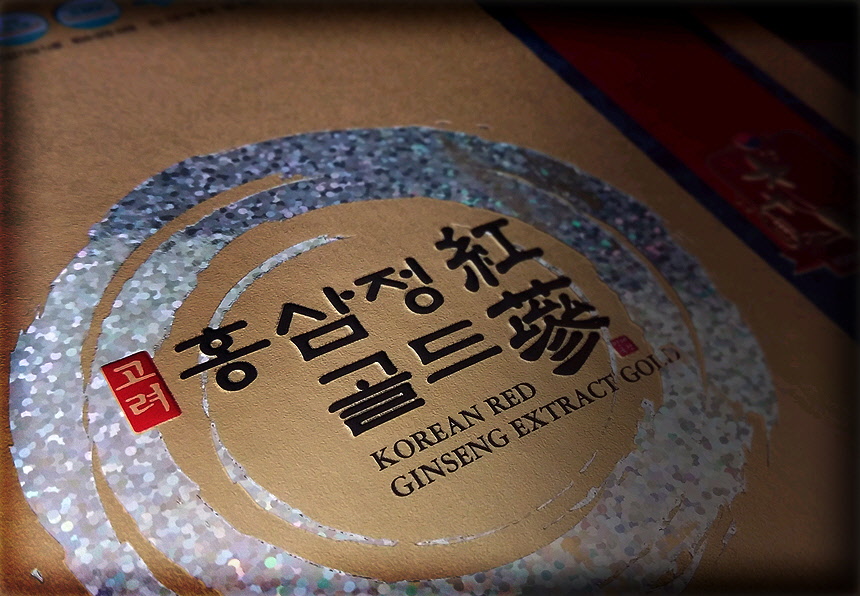 고려
홍삼정 紅
골드 蔘
KOREAN RED
GINSENG EXTRACT GOLD